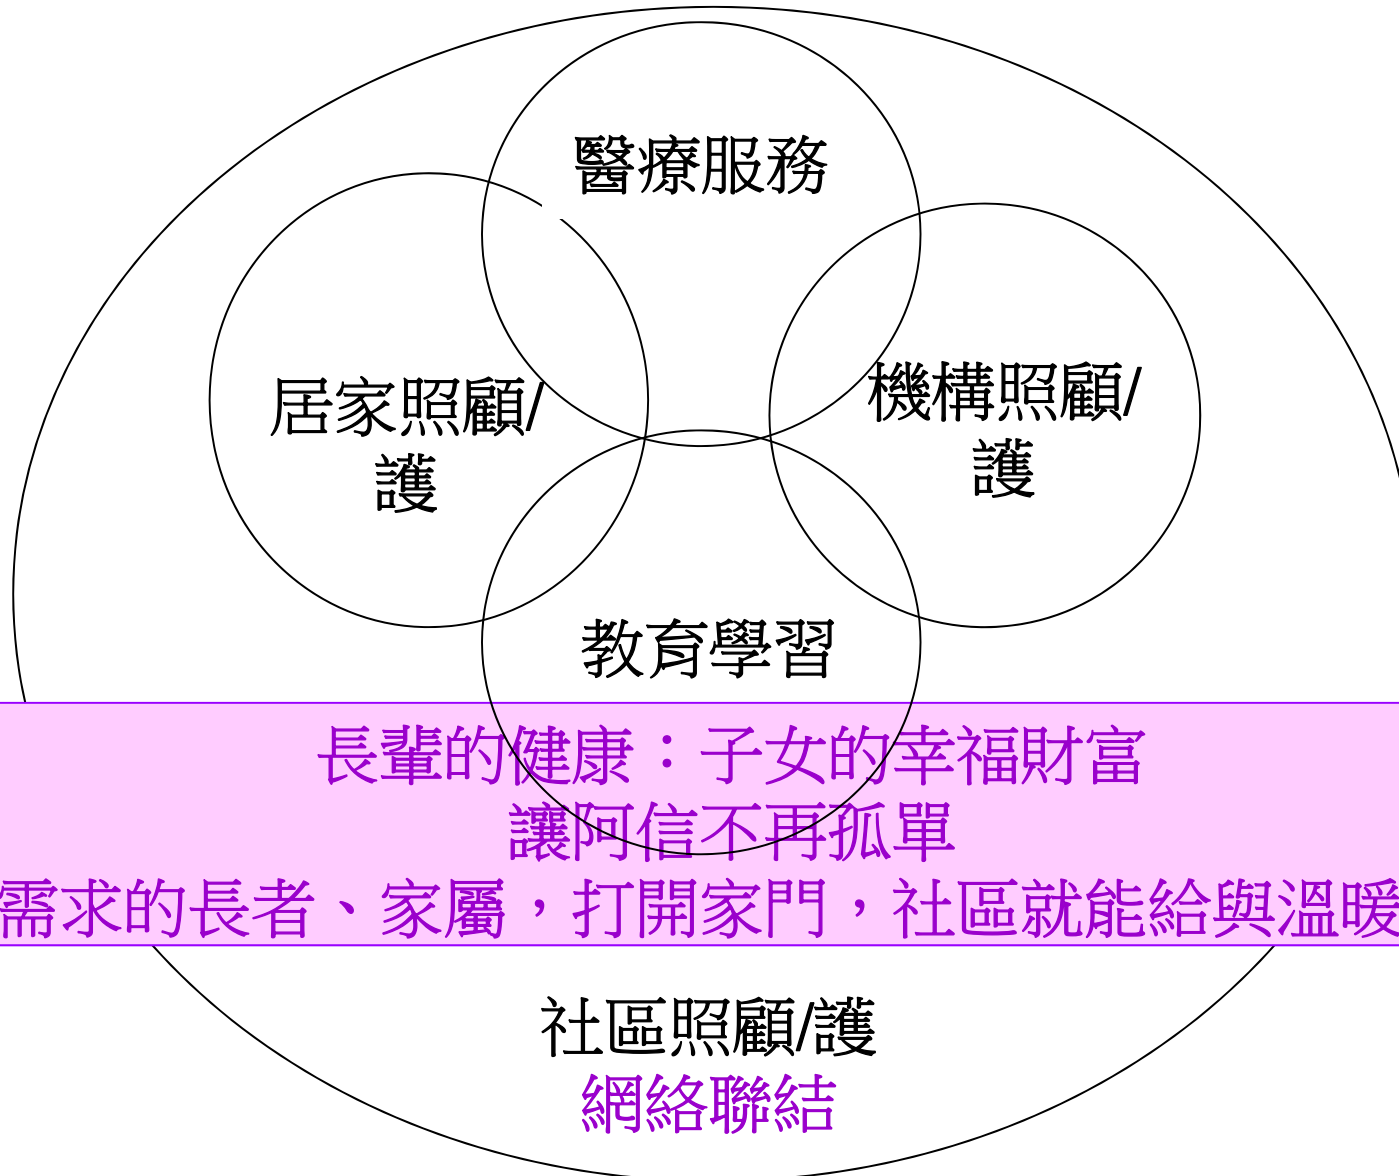 醫療服務
居家照顧/
護
機構照顧/
護
教育學習
長輩的健康：子女的幸福財富
讓阿信不再孤單
需求的長者、家屬，打開家門，社區就能給與溫暖
社區照顧/護
網絡聯結